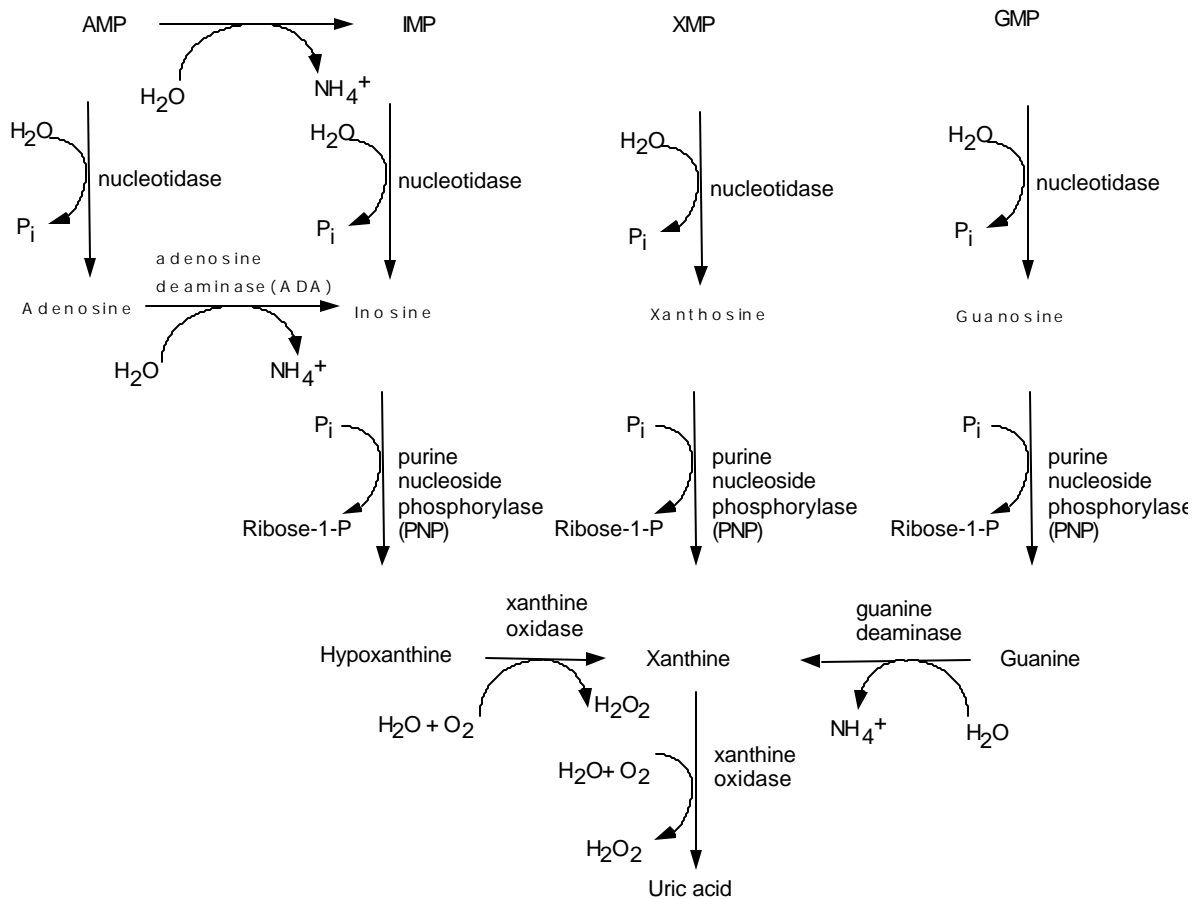 AMP IMP XMP GMP
H2O NH4+
H2O H2O H2O H2O
nucleotidase nucleotidase nucleotidase nucleotidase
Pi Pi Pi Pi
adenosine
deaminase (ADA)
Adenosine Inosine Xanthosine Guanosine
H2O NH4+
Pi Pi Pi
purine purine purine
nucleoside nucleoside nucleoside
phosphorylase phosphorylase phosphorylase
Ribose-1-P (PNP) Ribose-1-P (PNP) Ribose-1-P (PNP)
xanthine guanine
oxidase deaminase
Hypoxanthine Xanthine Guanine
H2O + O2 H2O2 NH4+ H2O
H2O+ O2 xanthine
oxidase
H2O2
Uric acid